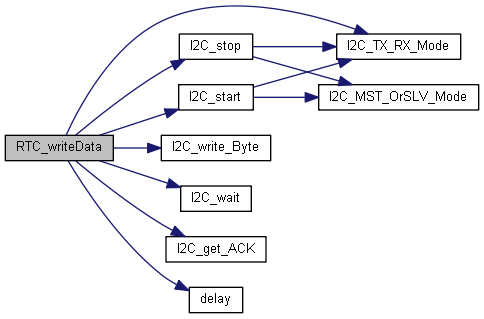 RTC_writeData
I2C_stop
I2C_start
I2C_write_Byte
I2C_wait
I2C_get_ACK
delay
I2C_TX_RX_Mode
I2C_MST_OrSLV_Mode